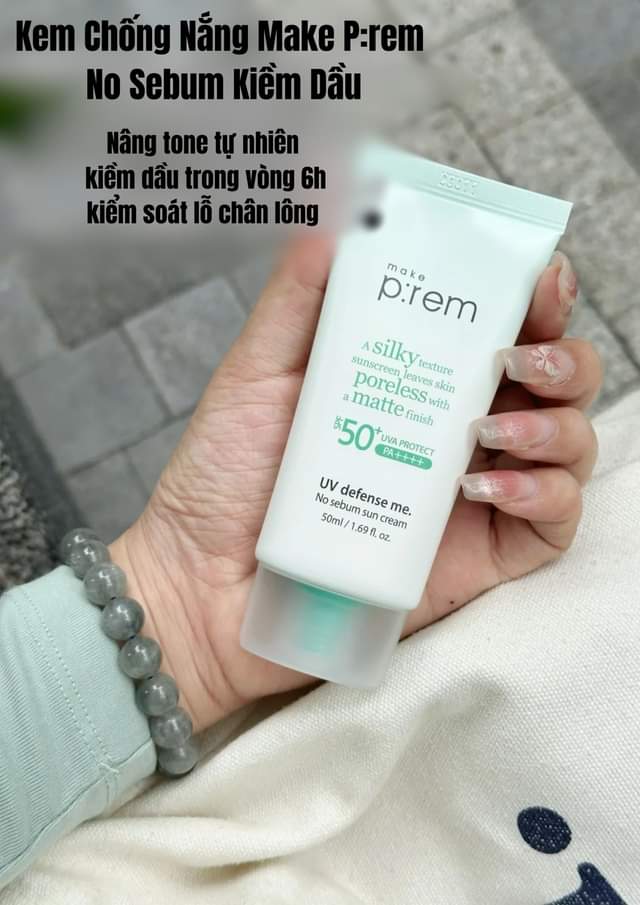 Kem Chống Nắng Make P:rem
No Sebum Kiềm Dầu
Nâng tone tự nhiên
kiềm dầu trong vòng 6h
kiểm soát lỗ chân lông
make
p:rem
A silky texture
sunscreen leaves skin
poreless with
a matte finish
SPF 50+ UVA PROTECT
PA++++
UV defense me.
No sebum sun cream
50ml / 1.69 fl. oz.